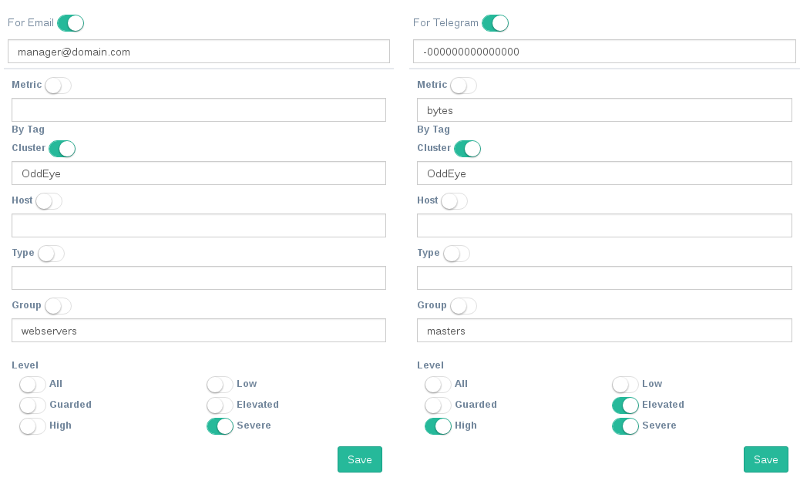 For Email
manager@domain.com
Metric
By Tag
Cluster
OddEye
Host
Type
Group
webservers
Level
All
Low
Guarded
Elevated
High
Severe
Save
For Telegram
-000000000000000
Metric
bytes
By Tag
Cluster
OddEye
Host
Type
Group
masters
Level
All
Low
Guarded
Elevated
High
Severe
Save